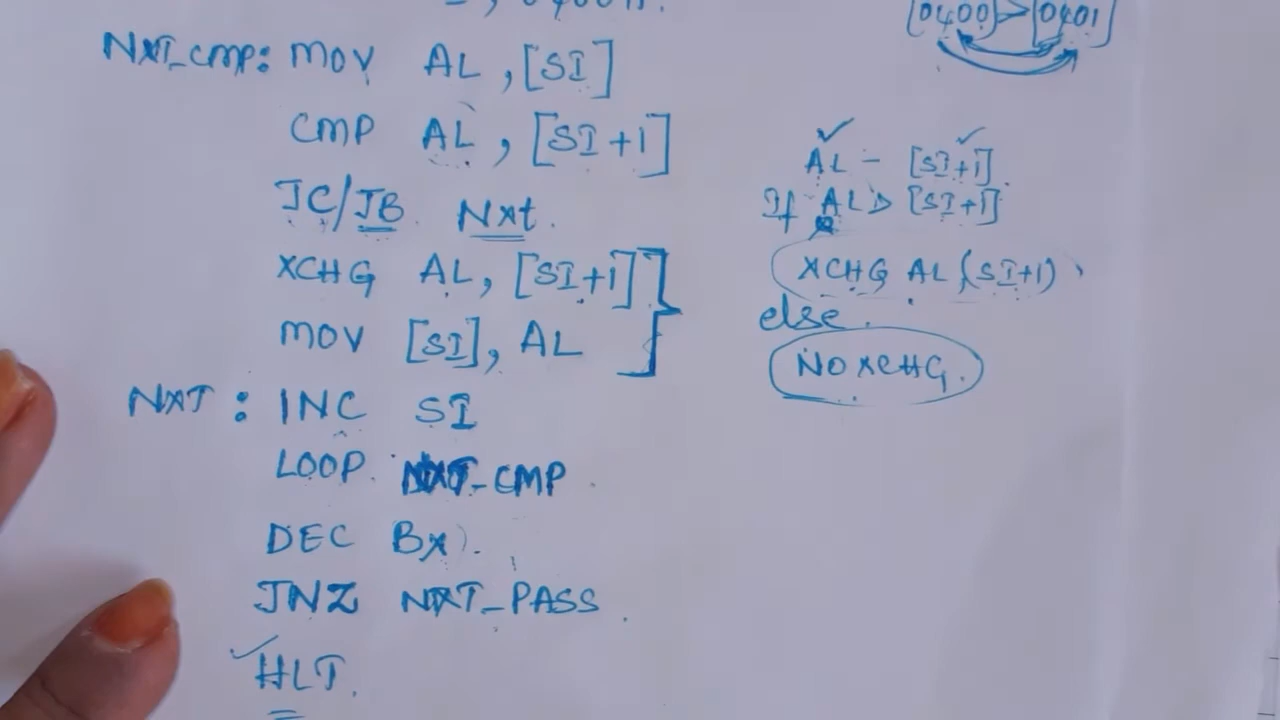 [0400] > [0401]
NXT_CMP: MOV AL, [SI]
CMP AL, [SI+1]
JC/JB Nxt.
XCHG AL, [SI+1]
MOV [SI], AL
NXT: INC SI
LOOP NXT_CMP
DEC BX
JNZ NXT_PASS
HLT.
AL - [SI+1]
If AL > [SI+1]
XCHG AL (SI+1)
else
NO XCHG.